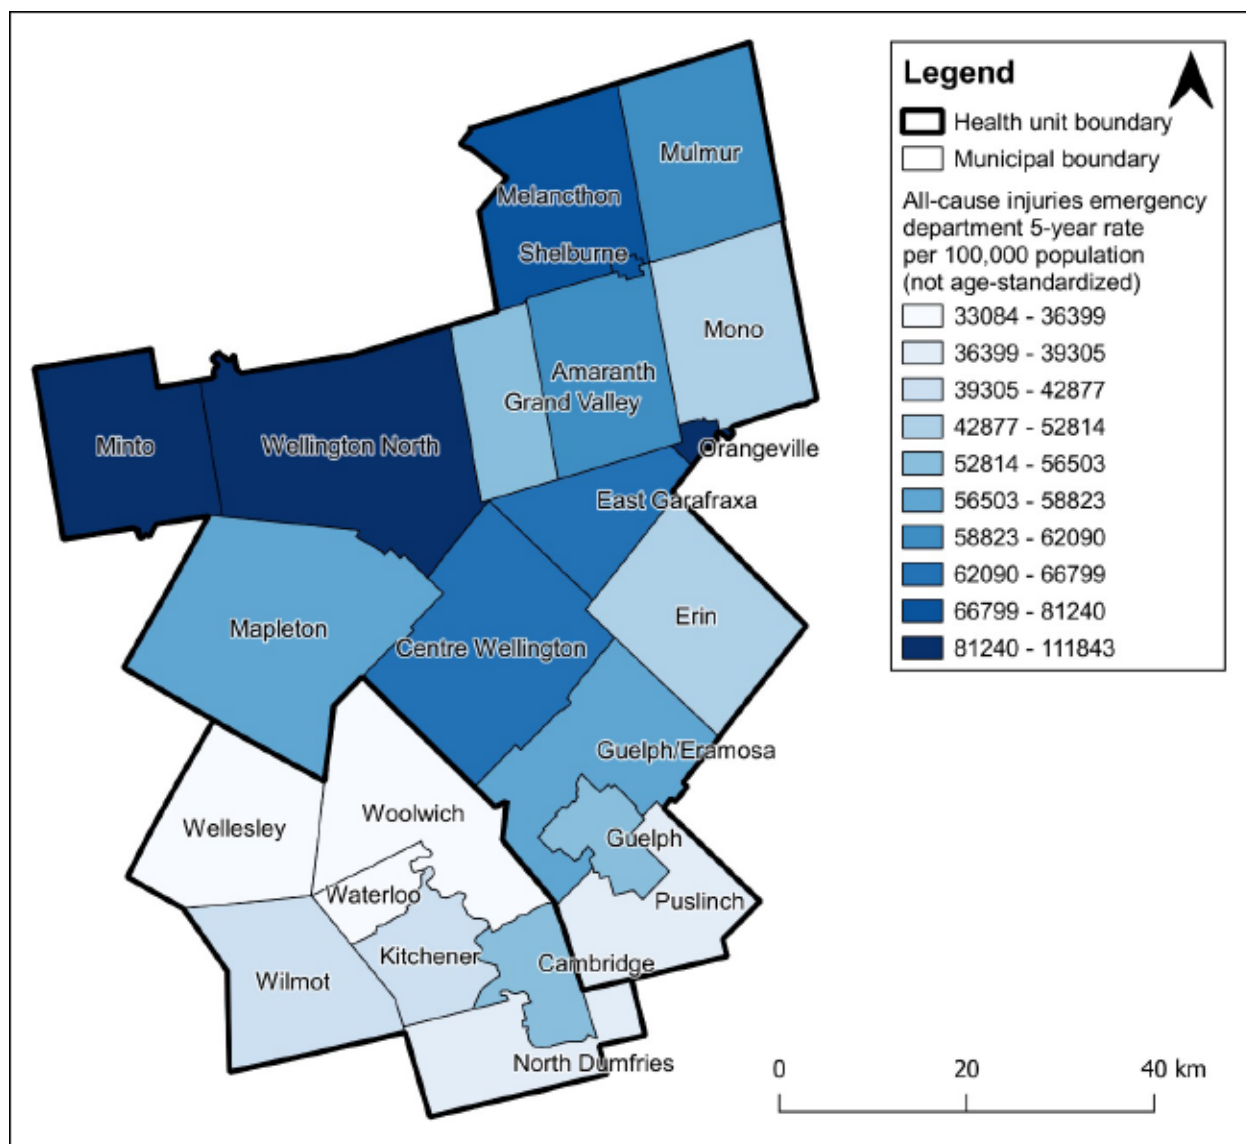 Legend
Health unit boundary
Municipal boundary
All-cause injuries emergency
department 5-year rate
per 100,000 population
(not age-standardized)
33084 - 36399
36399 - 39305
39305 - 42877
42877 - 52814
52814 - 56503
56503 - 58823
58823 - 62090
62090 - 66799
66799 - 81240
81240 - 111843
Mulmur
Melancthon
Shelburne
Mono
Amaranth
Grand Valley
Minto
Wellington North
Orangeville
East Garafraxa
Erin
Mapleton
Centre Wellington
Guelph/Eramosa
Woolwich
Wellesley
Guelph
Waterloo
Puslinch
Kitchener
Cambridge
Wilmot
North Dumfries
0 20 40 km